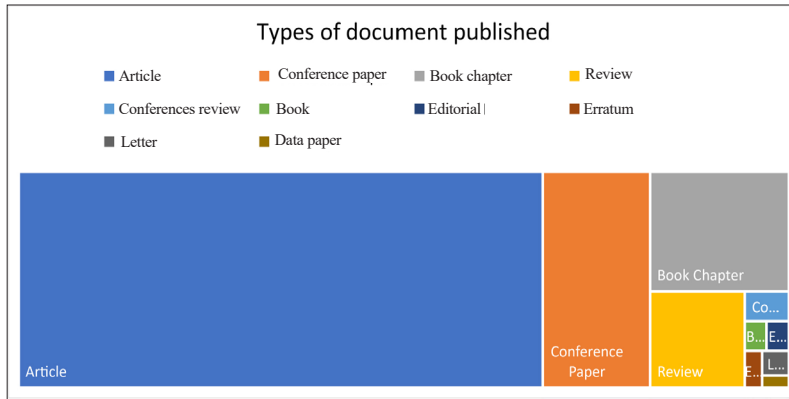 Types of document published
Article
Conference paper
Book chapter
Review
Conferences review
Book
Editorial
Erratum
Letter
Data paper
Article
Conference
Paper
Book Chapter
Review
Co...
B...
E...
E...
L...